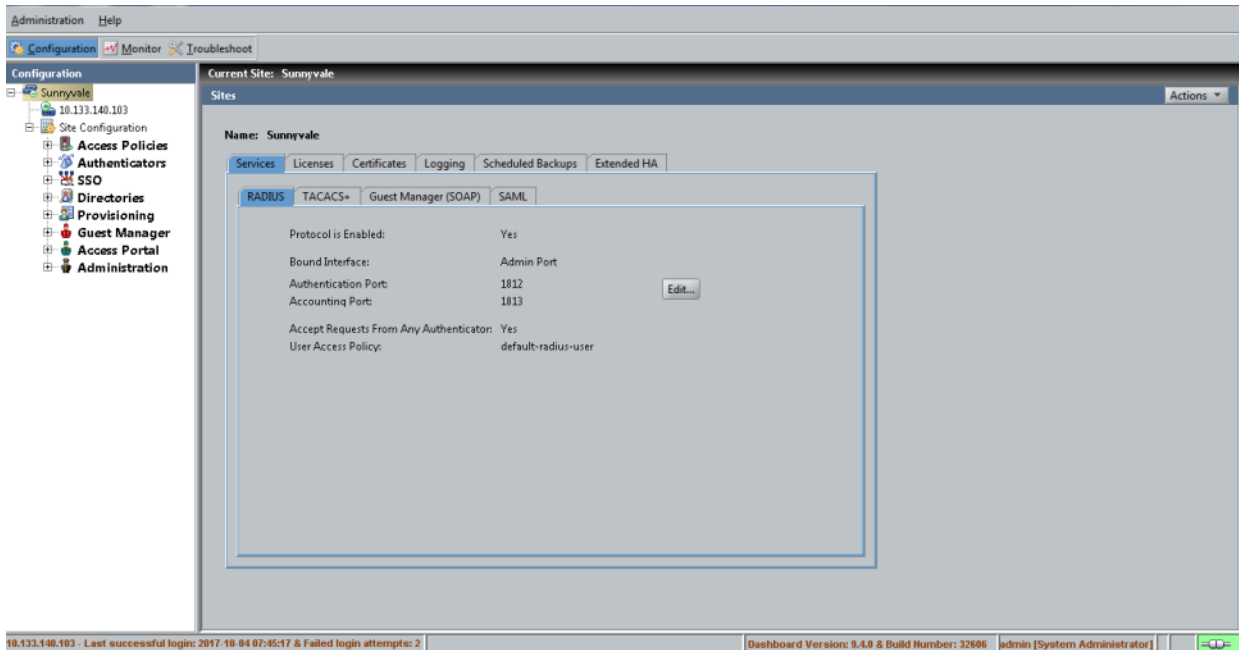 Administration Help
Configuration Monitor Troubleshoot
Configuration
Sunnyvale
10.133.140.103
Site Configuration
Access Policies
Authenticators
SSO
Directories
Provisioning
Guest Manager
Access Portal
Administration
Current Site: Sunnyvale
Sites Actions
Name: Sunnyvale
Services Licenses Certificates Logging Scheduled Backups Extended HA
RADIUS TACACS+ Guest Manager (SOAP) SAML
Protocol is Enabled: Yes
Bound Interface: Admin Port
Authentication Port: 1812
Accounting Port: 1813
Edit...
Accept Requests From Any Authenticator: Yes
User Access Policy: default-radius-user
10.133.140.103 - Last successful login: 2017-10-04 07:45:17 & Failed login attempts: 2 Dashboard Version: 9.4.0 & Build Number: 32606 admin [System Administrator]